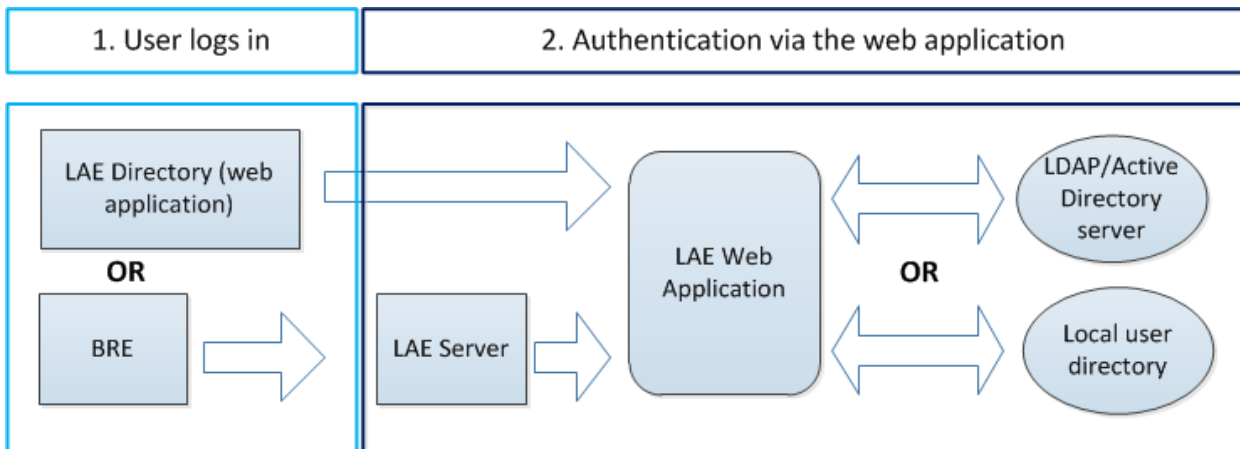 1. User logs in
2. Authentication via the web application
LAE Directory (web
application)
OR
BRE
LAE Server
LAE Web
Application
OR
LDAP/Active
Directory
server
Local user
directory